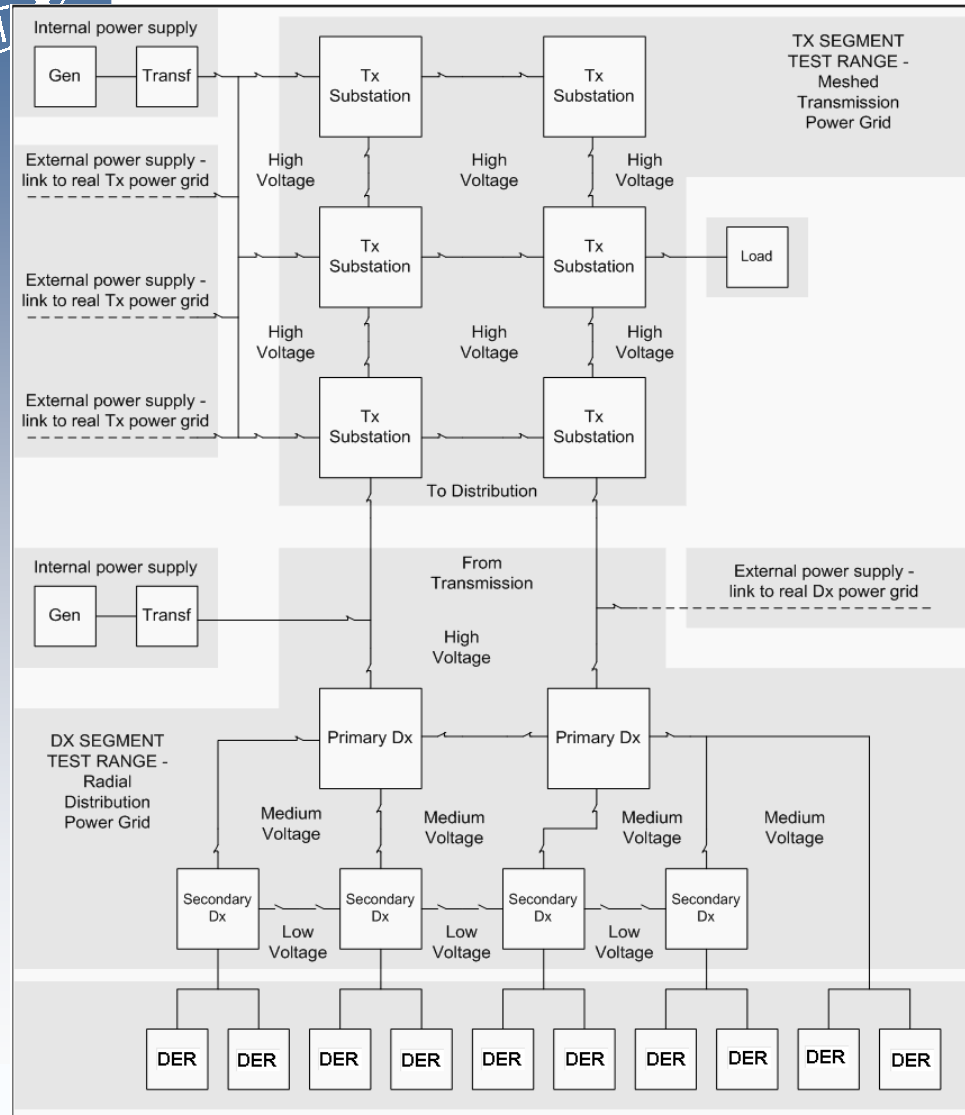 Internal power supply
Gen
Transf
Tx
Substation
Tx
Substation
TX SEGMENT
TEST RANGE -
Meshed
Transmission
Power Grid
External power supply -
link to real Tx power grid
High
Voltage
High
Voltage
High
Voltage
Tx
Substation
Tx
Substation
Load
External power supply -
link to real Tx power grid
High
Voltage
High
Voltage
High
Voltage
External power supply -
link to real Tx power grid
Tx
Substation
Tx
Substation
To Distribution
Internal power supply
Gen
Transf
From
Transmission
External power supply -
link to real Dx power grid
High
Voltage
DX SEGMENT
TEST RANGE -
Radial
Distribution
Power Grid
Primary Dx
Primary Dx
Medium
Voltage
Medium
Voltage
Medium
Voltage
Medium
Voltage
Secondary
Dx
Secondary
Dx
Secondary
Dx
Secondary
Dx
Low
Voltage
Low
Voltage
Low
Voltage
DER
DER
DER
DER
DER
DER
DER
DER
DER
DER